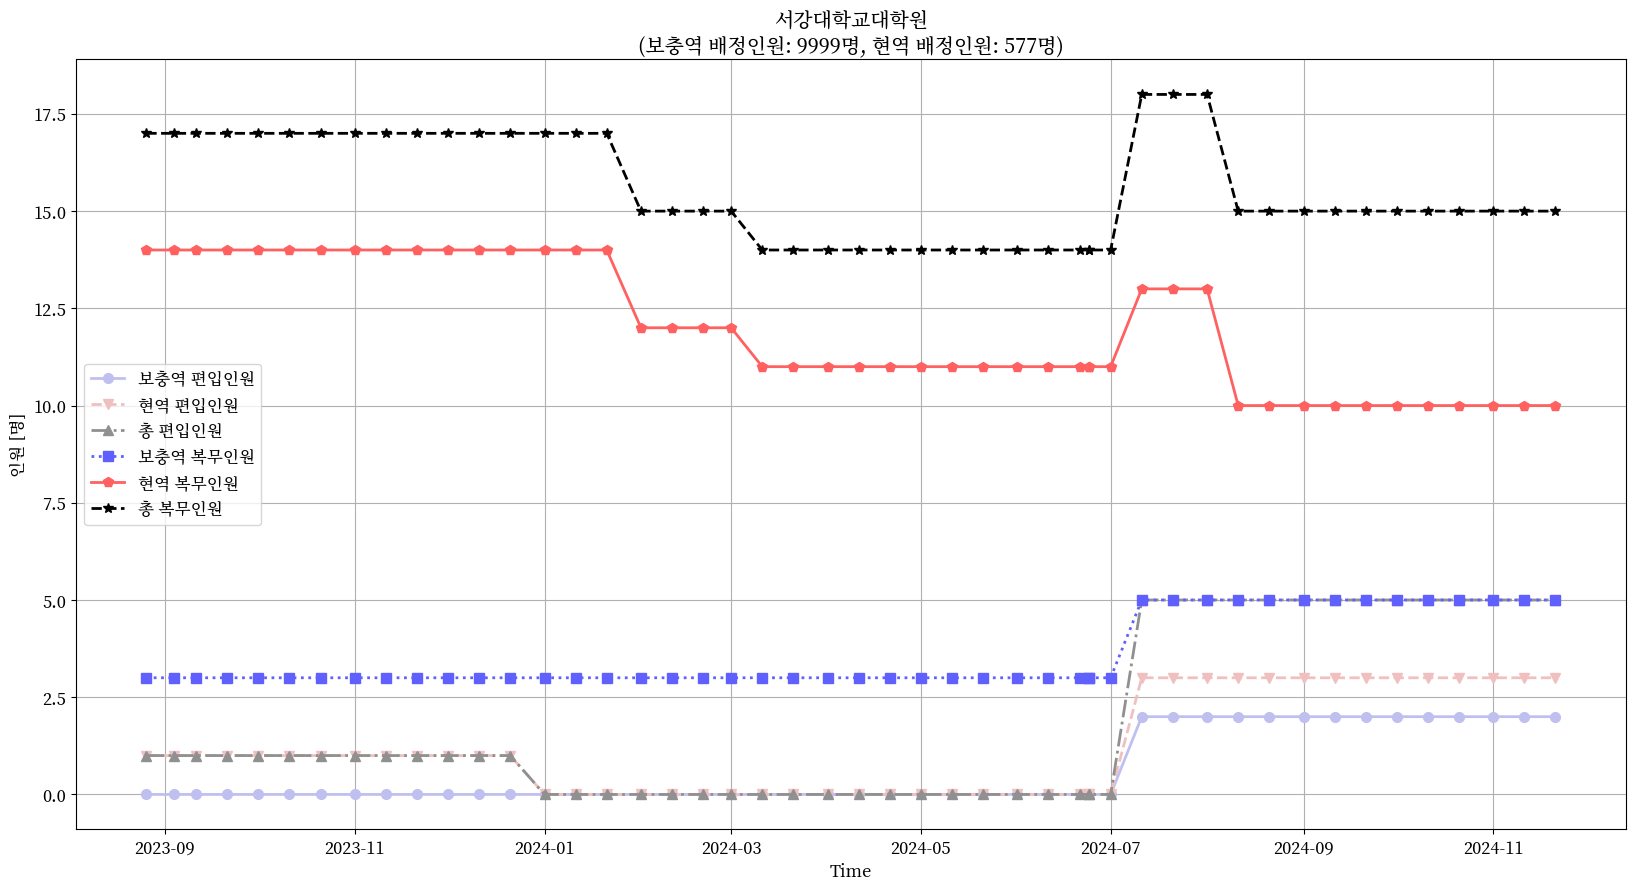 서강대학교대학원
(보충역 배정인원: 9999명, 현역 배정인원: 577명)
인원 [명]
17.5
15.0
12.5
10.0
7.5
5.0
2.5
0.0
보충역 편입인원
현역 편입인원
총 편입인원
보충역 복무인원
현역 복무인원
총 복무인원
2023-09
2023-11
2024-01
2024-03
2024-05
2024-07
2024-09
2024-11
Time